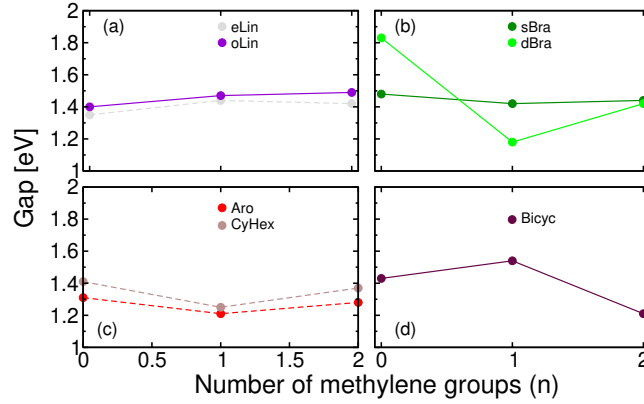 (a)
eLin
oLin
(b)
sBra
dBra
1.8
1.6
1.4
1.2
1
Gap [eV]
2
1.8
1.6
1.4
1.2
1
Aro
CyHex
(c)
Bicyc
(d)
0 0.5 1 1.5 2
0 1 2
Number of methylene groups (n)